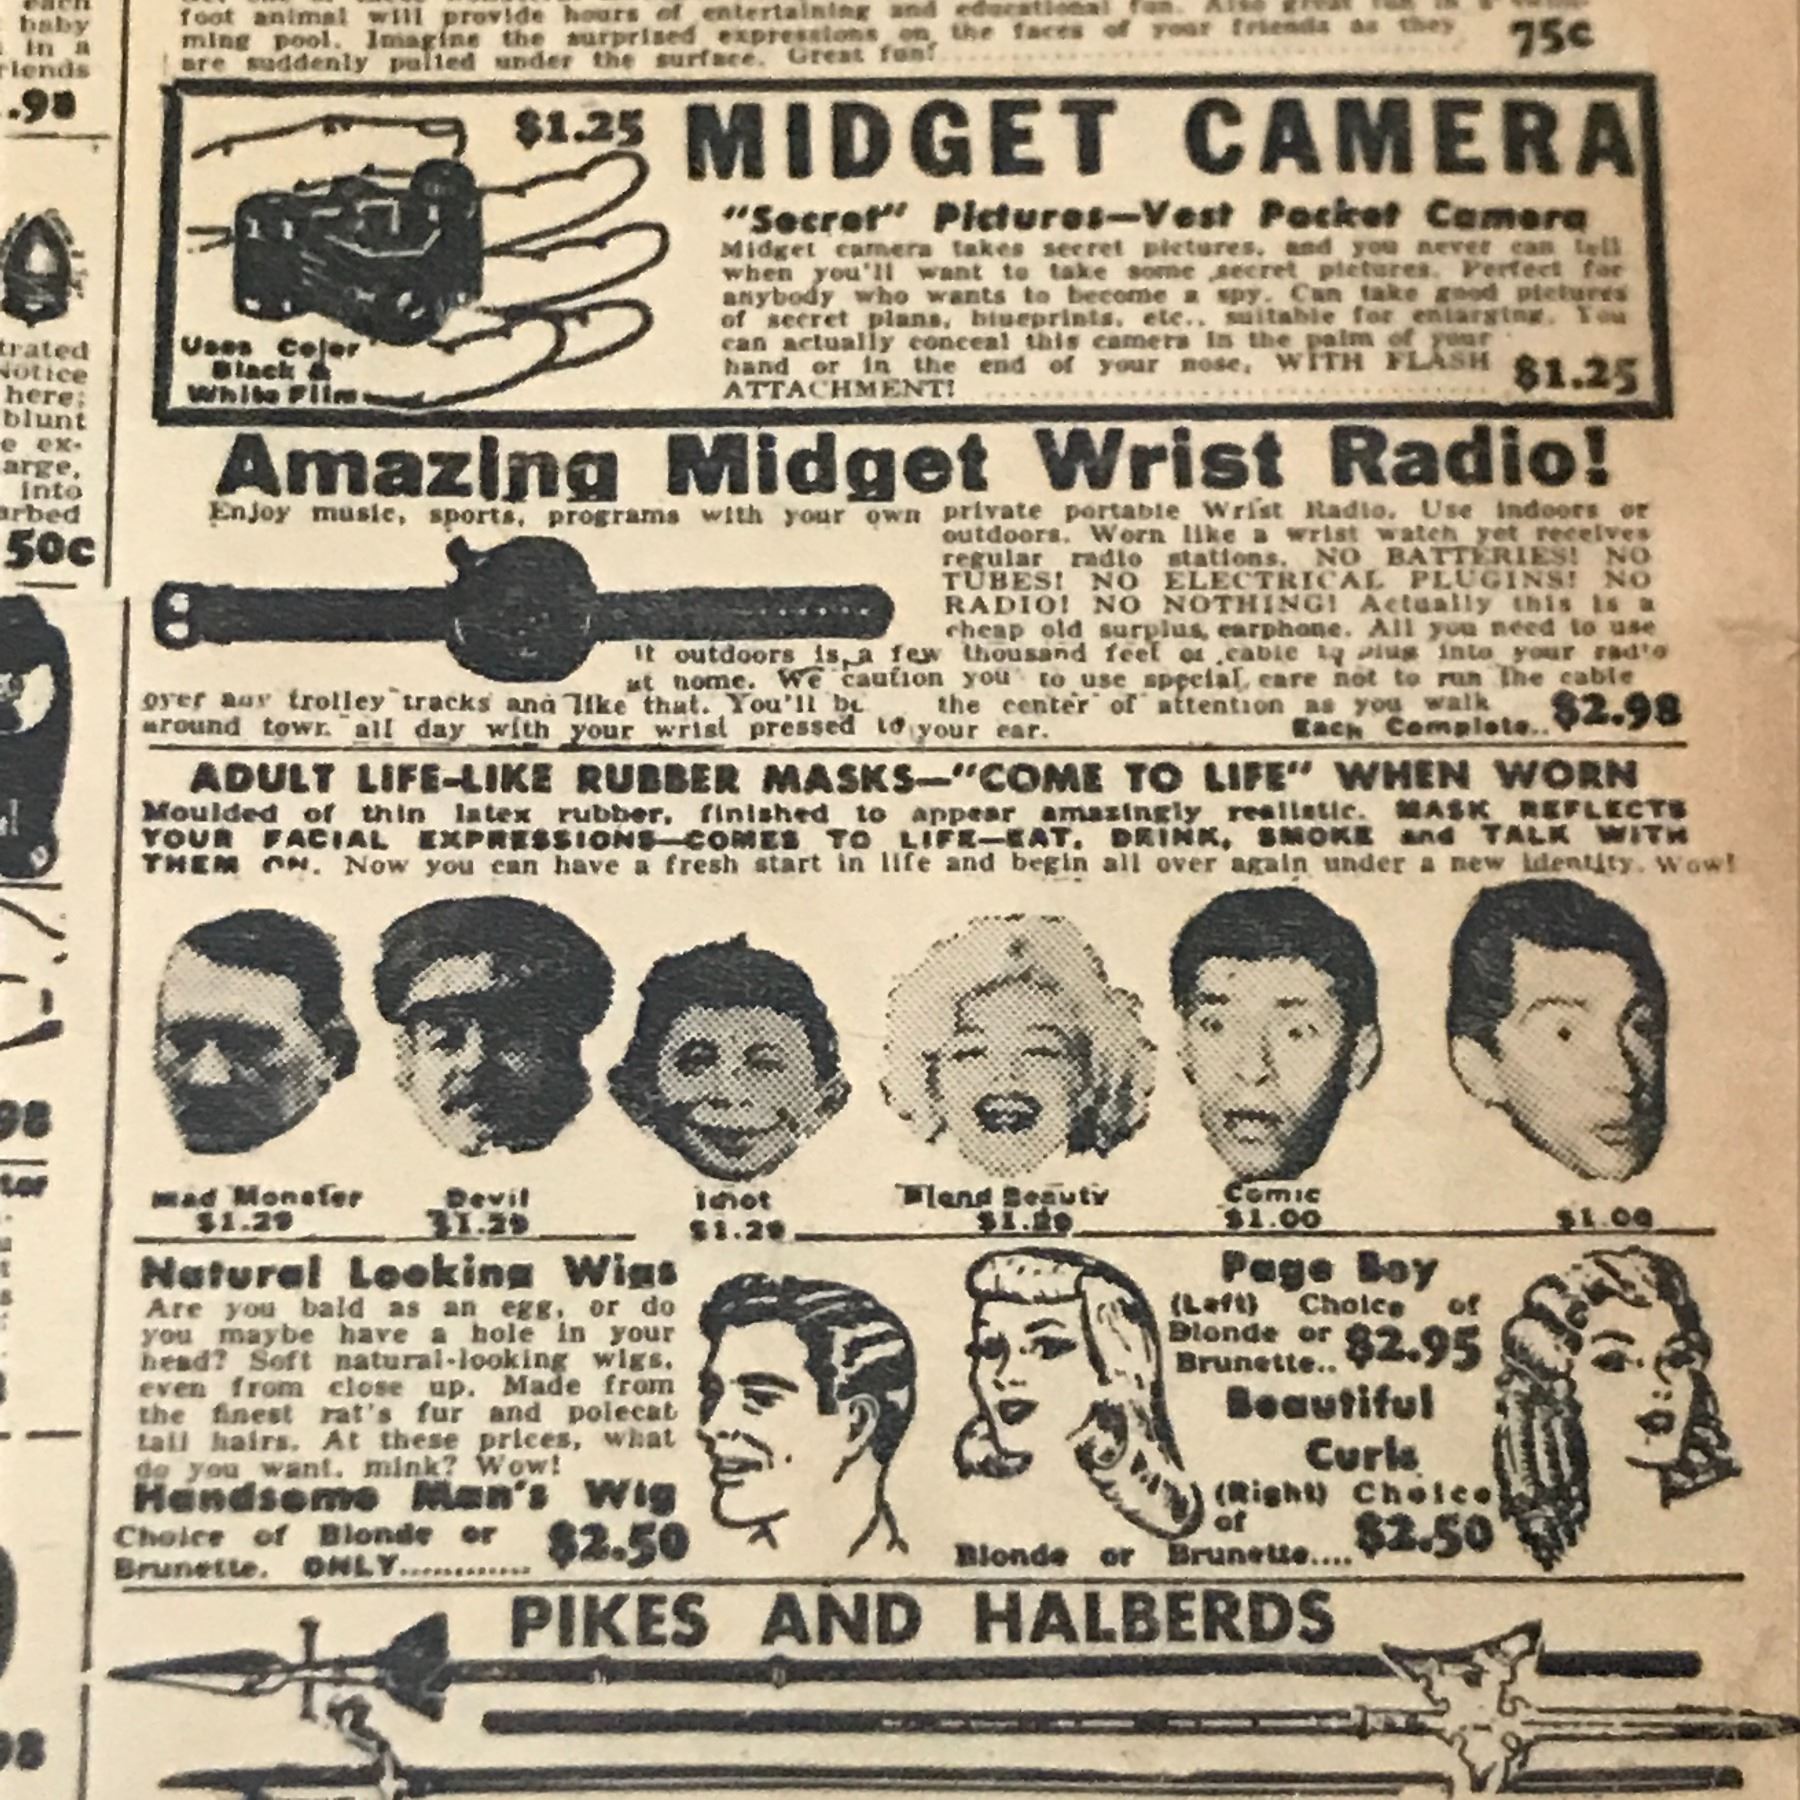 each
baby
in a
riends
.98
trated
Notice
here;
blunt
e ex-
arge,
into
arbed
50c
98
98
foot animal will provide hours of entertaining and educational fun. Also great fun in a swim-
ming pool. Imagine the surprised expressions on the faces of your friends as they
are suddenly pulled under the surface. Great fun!
75c
$1.25
MIDGET CAMERA
"Secret" Pictures—Vest Pocket Camera
Midget camera takes secret pictures, and you never can tell
when you'll want to take some secret pictures. Perfect for
anybody who wants to become a spy. Can take good pictures
of secret plans, blueprints, etc., suitable for enlarging. You
can actually conceal this camera in the palm of your
hand or in the end of your nose, WITH FLASH
ATTACHMENT! $1.25
Uses Color
Black &
White Film
Amazing Midget Wrist Radio!
Enjoy music, sports, programs with your own private portable Wrist Radio. Use indoors or
outdoors. Worn like a wrist watch yet receives
regular radio stations. NO BATTERIES! NO
TUBES! NO ELECTRICAL PLUGINS! NO
RADIO! NO NOTHING! Actually this is a
cheap old surplus earphone. All you need to use
it outdoors is a few thousand feet of cable to plug into your radio
at home. We caution you to use special care not to run the cable
over any trolley tracks and like that. You'll be the center of attention as you walk
around town all day with your wrist pressed to your ear.
Each Complete.. $2.98
ADULT LIFE-LIKE RUBBER MASKS—"COME TO LIFE" WHEN WORN
Moulded of thin latex rubber, finished to appear amazingly realistic. MASK REFLECTS
YOUR FACIAL EXPRESSIONS—COMES TO LIFE—EAT, DRINK, SMOKE and TALK WITH
THEM ON. Now you can have a fresh start in life and begin all over again under a new identity. Wow!
Mad Monster
$1.29
Devil
$1.29
Idiot
$1.29
Blond Beauty
$1.29
Comic
$1.00
$1.00
Natural Looking Wigs
Are you bald as an egg, or do
you maybe have a hole in your
head? Soft natural-looking wigs,
even from close up. Made from
the finest rat's fur and polecat
tail hairs. At these prices, what
do you want, mink? Wow!
Handsome Man's Wig
Choice of Blonde or
Brunette. ONLY............ $2.50
Page Boy
(Left) Choice of
Blonde or
Brunette.. $2.95
Beautiful
Curls
(Right) Choice
of
Blonde or Brunette.... $2.50
PIKES AND HALBERDS